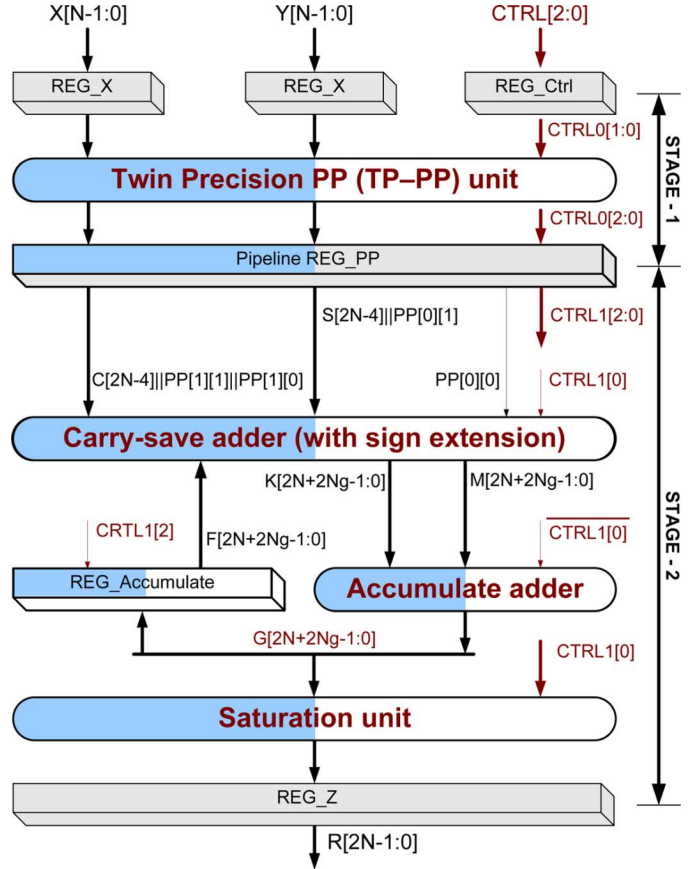 X[N-1:0]
Y[N-1:0]
CTRL[2:0]
REG_X
REG_X
REG_Ctrl
CTRL0[1:0]
Twin Precision PP (TP–PP) unit
STAGE - 1
CTRL0[2:0]
Pipeline REG_PP
S[2N-4]||PP[0][1]
CTRL1[2:0]
C[2N-4]||PP[1][1]||PP[1][0]
PP[0][0]
CTRL1[0]
Carry-save adder (with sign extension)
K[2N+2Ng-1:0]
M[2N+2Ng-1:0]
STAGE - 2
CRTL1[2]
F[2N+2Ng-1:0]
CTRL1[0]
REG_Accumulate
Accumulate adder
G[2N+2Ng-1:0]
CTRL1[0]
Saturation unit
REG_Z
R[2N-1:0]